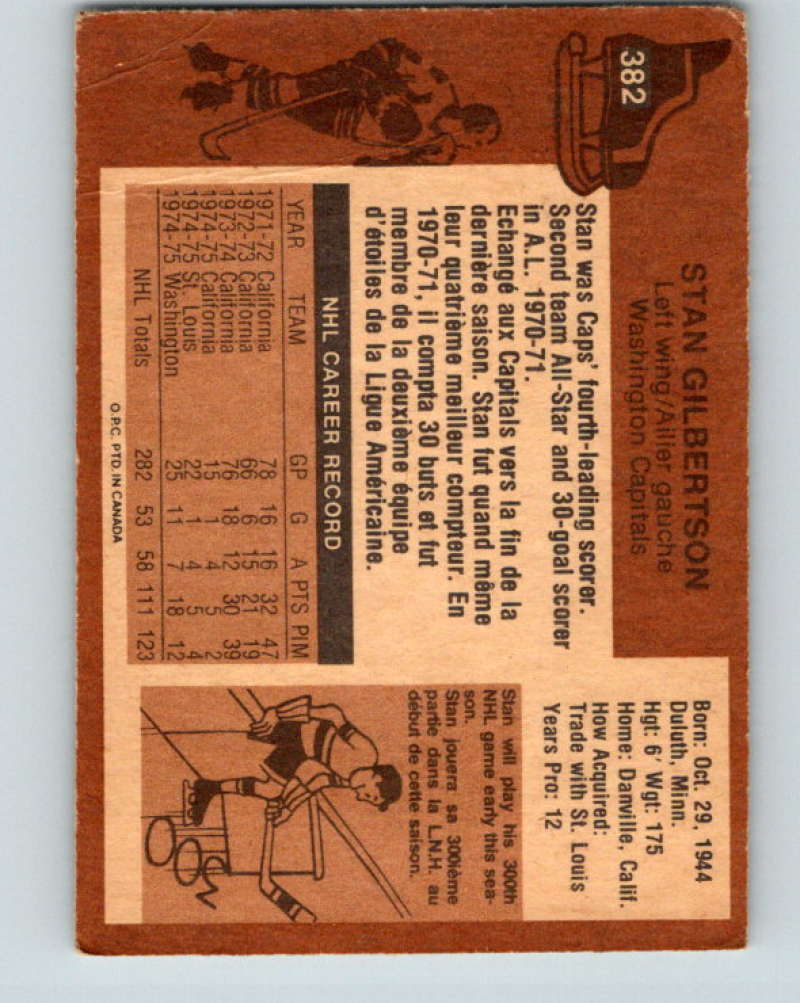 382
STAN GILBERTSON
Left wing/Ailier gauche
Washington Capitals
Born: Oct. 29, 1944
Duluth, Minn.
Hgt: 6' Wgt: 175
Home: Danville, Calif.
How Acquired:
Trade with St. Louis
Years Pro: 12
Stan was Caps' fourth-leading scorer.
Second team All-Star and 30-goal scorer
in A.L. 1970-71.
Echangé aux Capitals vers la fin de la
dernière saison. Stan fut quand même
leur quatrième meilleur compteur. En
1970-71, il compta 30 buts et fut
membre de la deuxième équipe
d'étoiles de la Ligue Américaine.
NHL CAREER RECORD
YEAR TEAM GP G A PTS PIM
1971-72 California 78 16 16 32 47
1972-73 California 66 6 15 21 19
1973-74 California 76 18 12 30 39
1974-75 California 15 1 4 5 2
1974-75 St. Louis 22 1 4 5 4
1974-75 Washington 25 11 7 18 12
NHL Totals 282 53 58 111 123
Stan will play his 300th
NHL game early this sea-
son.
Stan jouera sa 300ième
partie dans la L.N.H. au
début de cette saison.
O.P.C. PTD. IN CANADA